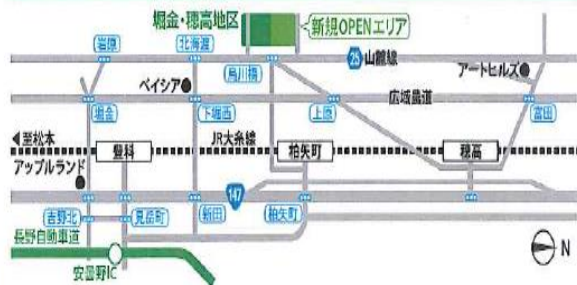 堀金・穂高地区
新規OPENエリア
岩原
北海渡
烏川橋
25
山麓線
アートヒルズ
ベイシア
堀金
下堀西
上原
広域農道
富田
◀至松本
豊科
JR大糸線
柏矢町
穂高
アップルランド
147
吉野北
見岳町
新田
柏矢町
長野自動車道
安曇野IC
N